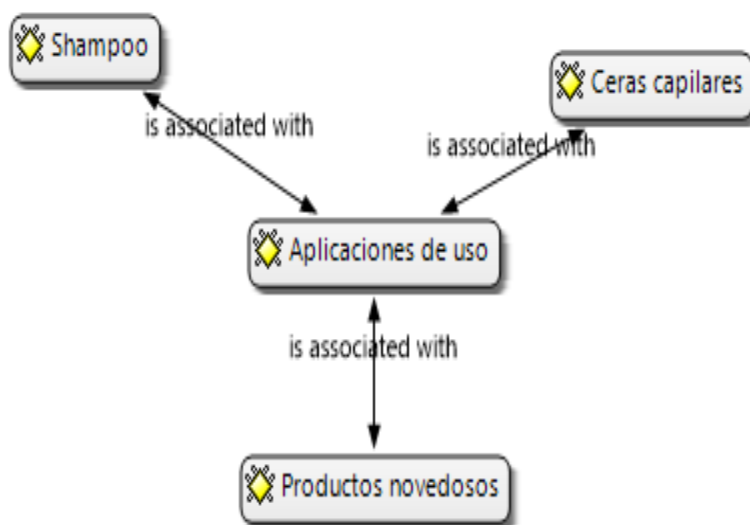 Shampoo
Ceras capilares
is associated with
is associated with
Aplicaciones de uso
is associated with
Productos novedosos